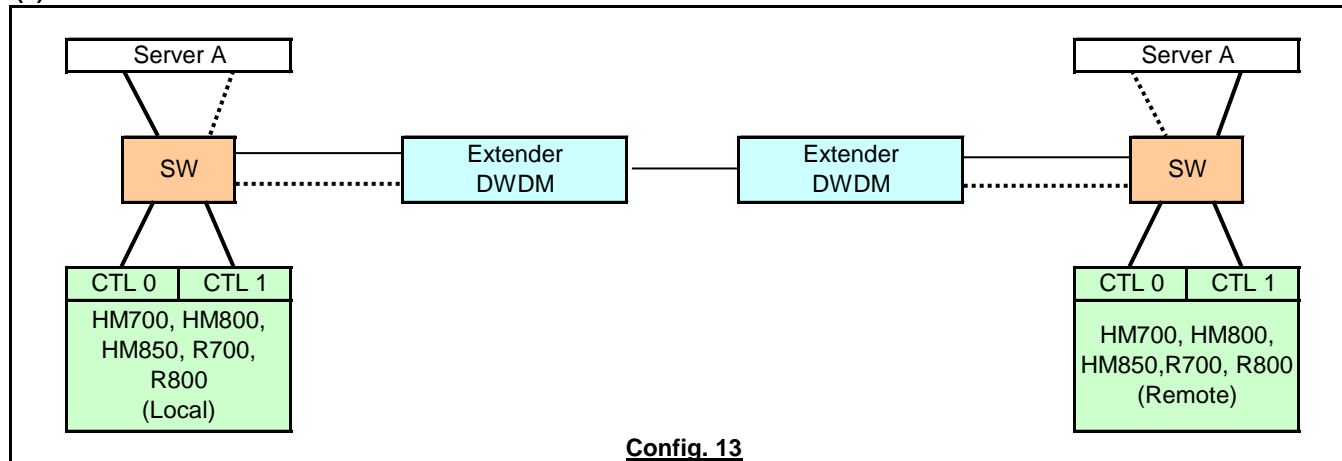 Server A
Server A
SW
Extender
DWDM
Extender
DWDM
SW
CTL 0
CTL 1
CTL 0
CTL 1
HM700, HM800,
HM850, R700,
R800
(Local)
HM700, HM800,
HM850,R700, R800
(Remote)
Config. 13